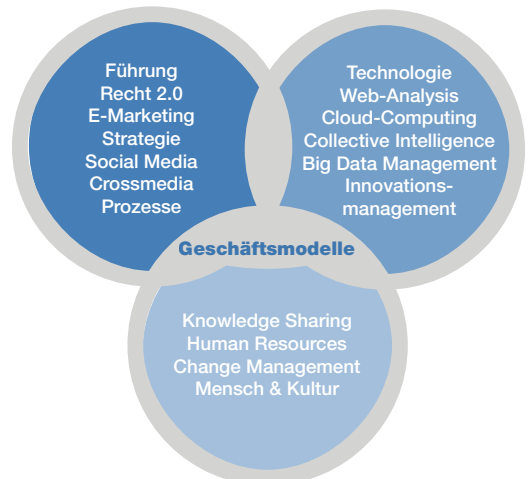 Führung
Recht 2.0
E-Marketing
Strategie
Social Media
Crossmedia
Prozesse
Technologie
Web-Analysis
Cloud-Computing
Collective Intelligence
Big Data Management
Innovations-
management
Geschäftsmodelle
Knowledge Sharing
Human Resources
Change Management
Mensch & Kultur